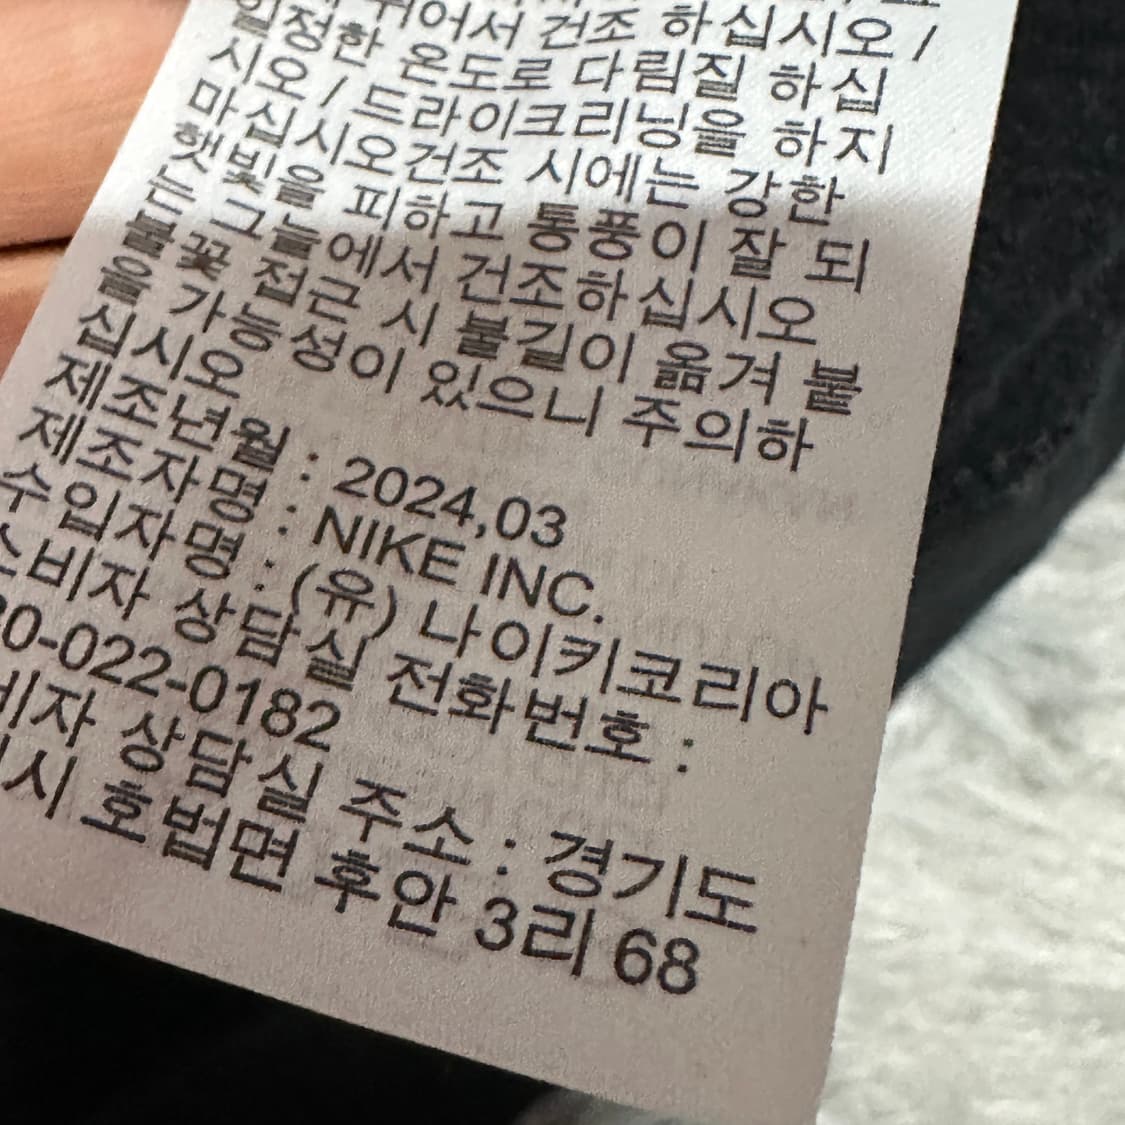 뉘어서 건조 하십시오 /
일정한 온도로 다림질 하십
시오 / 드라이크리닝을 하지
마십시오건조 시에는 강한
햇빛을 피하고 통풍이 잘 되
는 그늘에서 건조하십시오
불꽃 접근 시 불길이 옮겨 붙
을 가능성이 있으니 주의하
십시오
제조년월 : 2024,03
제조자명 : NIKE INC.
수입자명 : (유) 나이키코리아
소비자 상담실 전화번호 :
80-022-0182
비자 상담실 주소 : 경기도
시 호법면 후안 3리 68